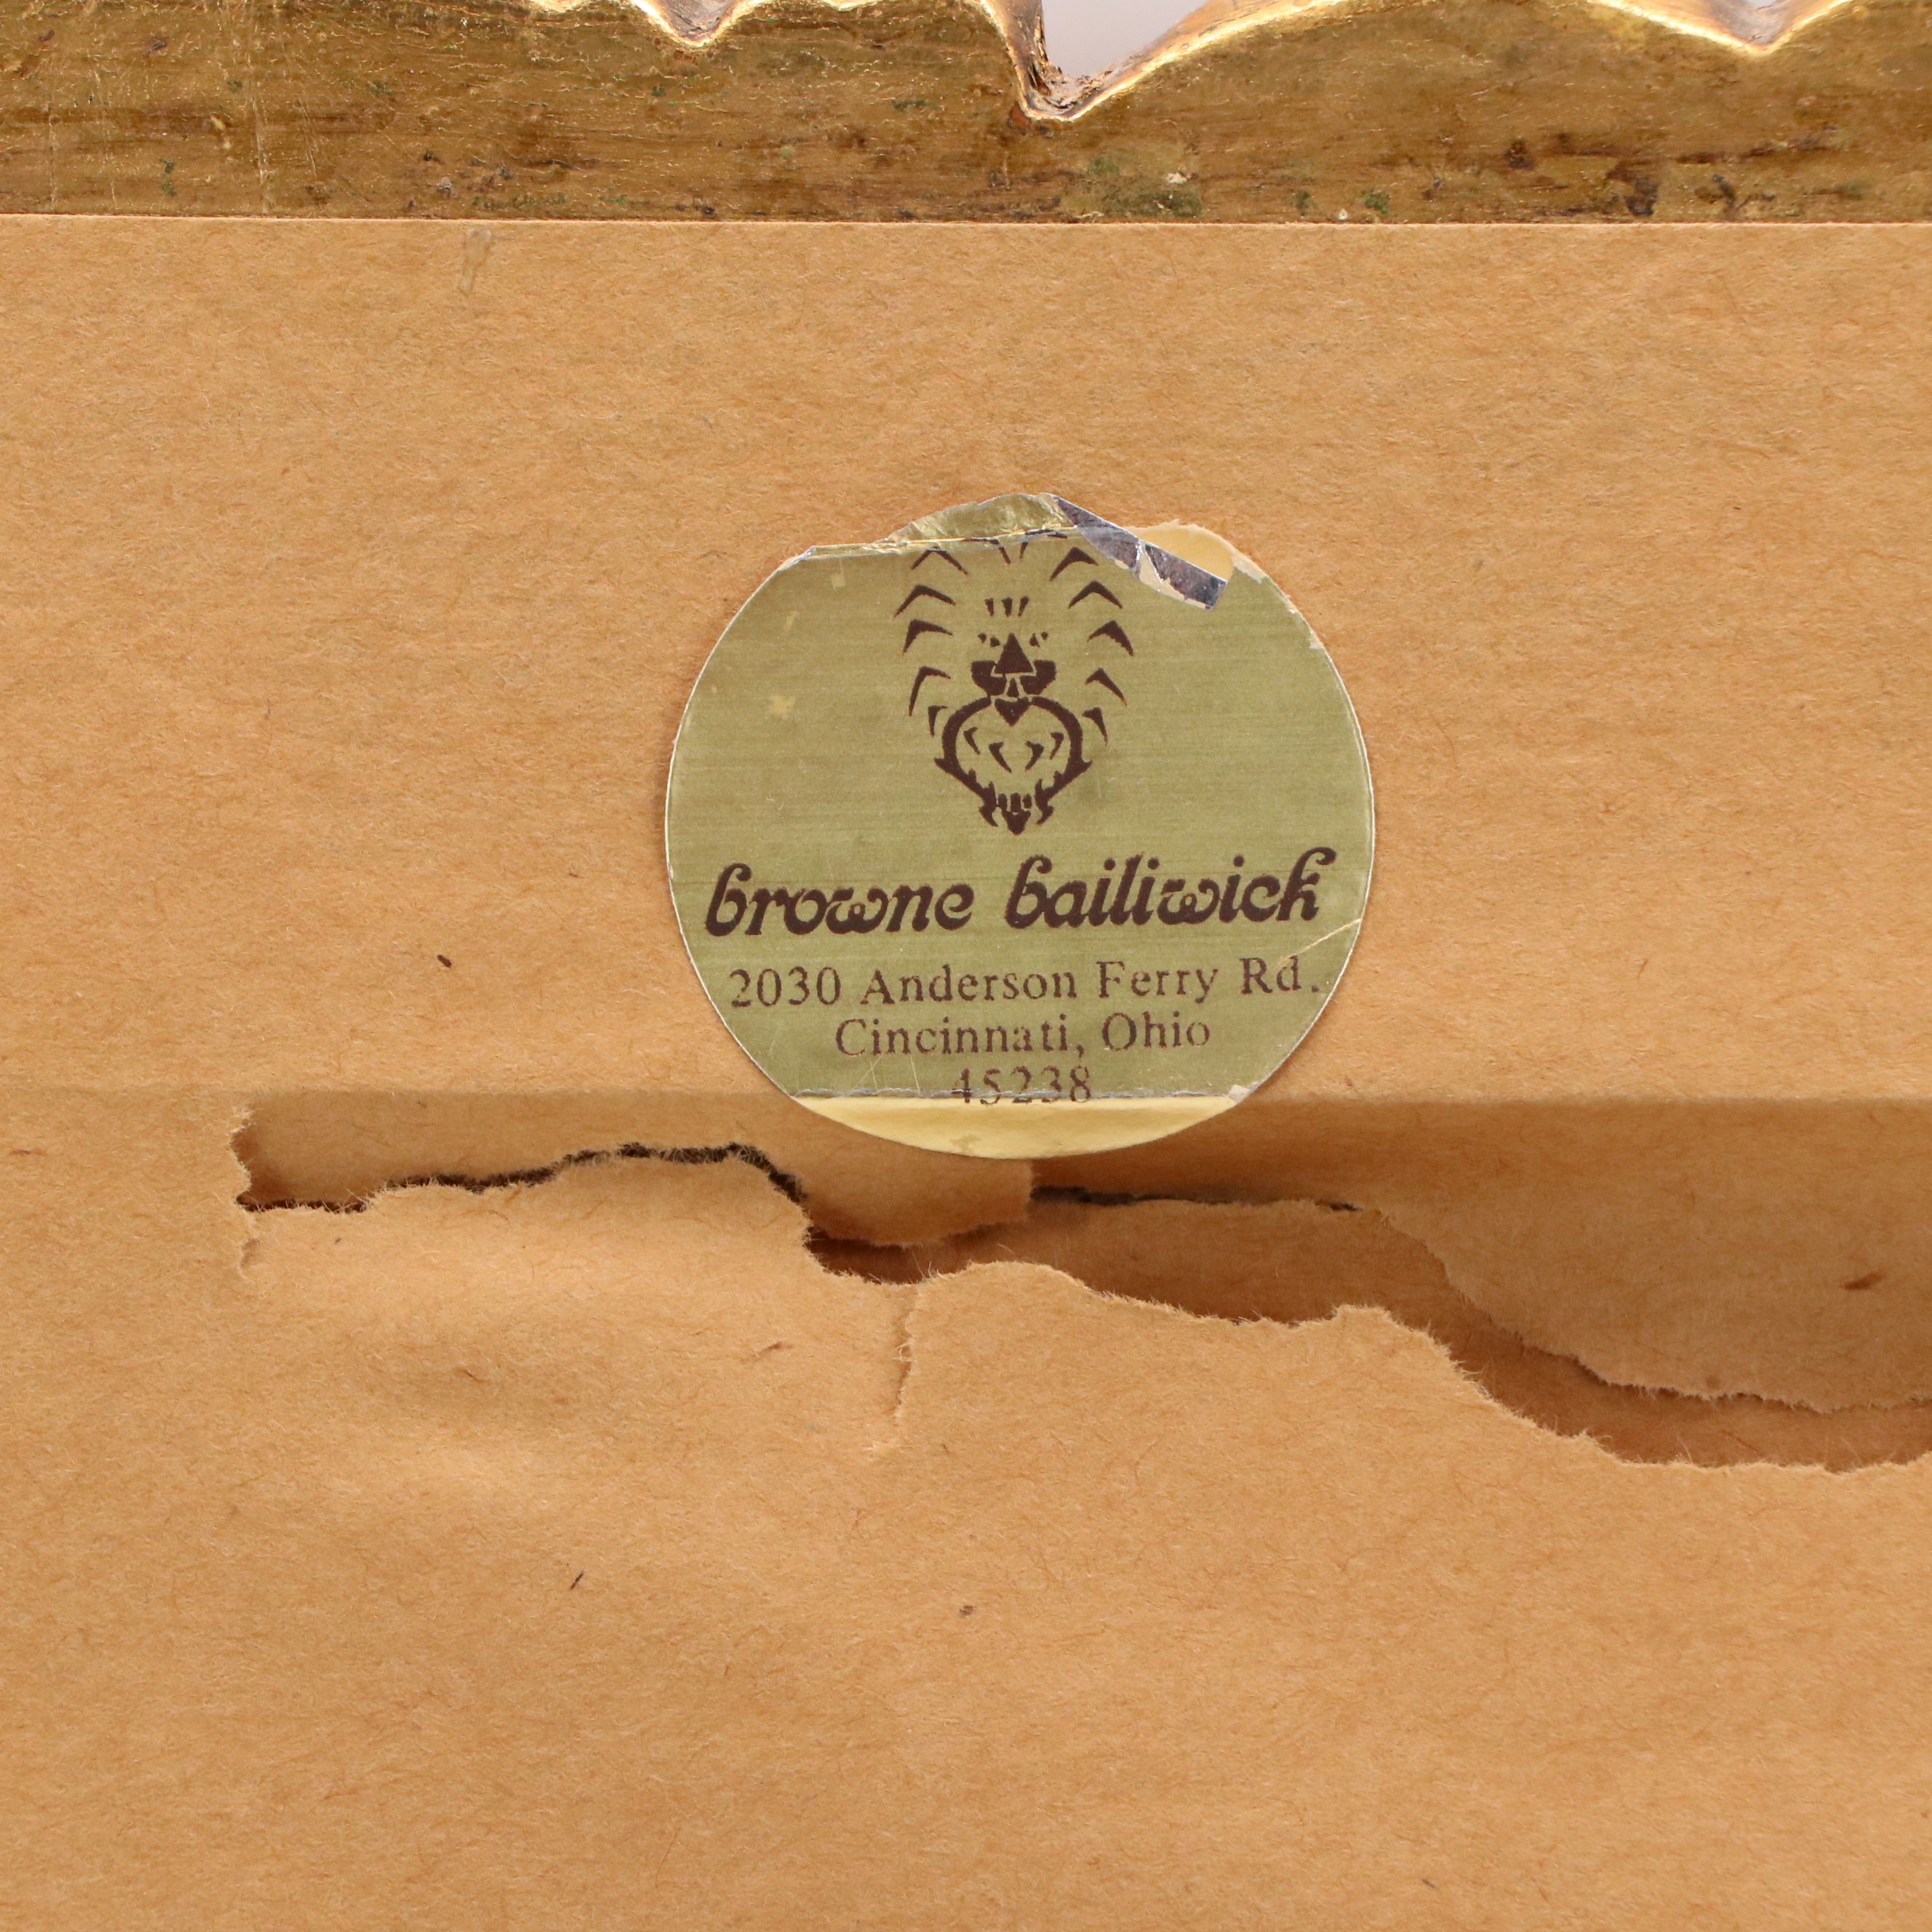 browne bailiwick
2030 Anderson Ferry Rd.
Cincinnati, Ohio
45238